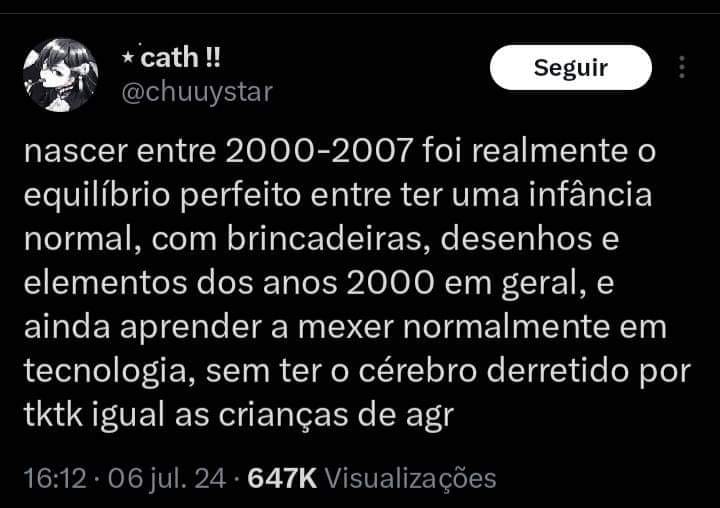 ⋆ ˙cath !!
@chuuystar
Seguir
nascer entre 2000-2007 foi realmente o
equilíbrio perfeito entre ter uma infância
normal, com brincadeiras, desenhos e
elementos dos anos 2000 em geral, e
ainda aprender a mexer normalmente em
tecnologia, sem ter o cérebro derretido por
tktk igual as crianças de agr
16:12 · 06 jul. 24 · 647K Visualizações